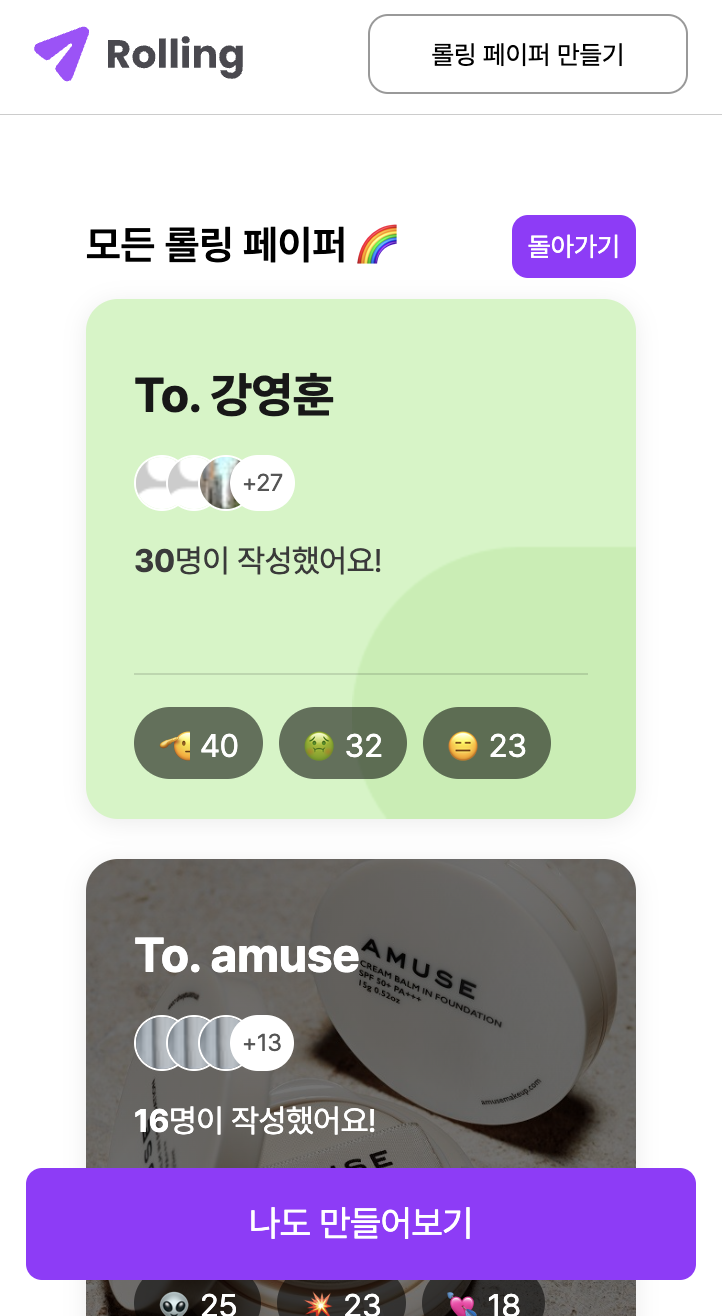 Rolling
롤링 페이퍼 만들기
모든 롤링 페이퍼 🌈
돌아가기
To. 강영훈
+27
30명이 작성했어요!
🫡 40
🤢 32
😑 23
To. amuse
AMUSE
CREAM BALM IN FOUNDATION
SPF 50+ PA+++
15g 0.52oz
amusemakeup.com
+13
16명이 작성했어요!
나도 만들어보기
👽 25
💥 23
💘 18